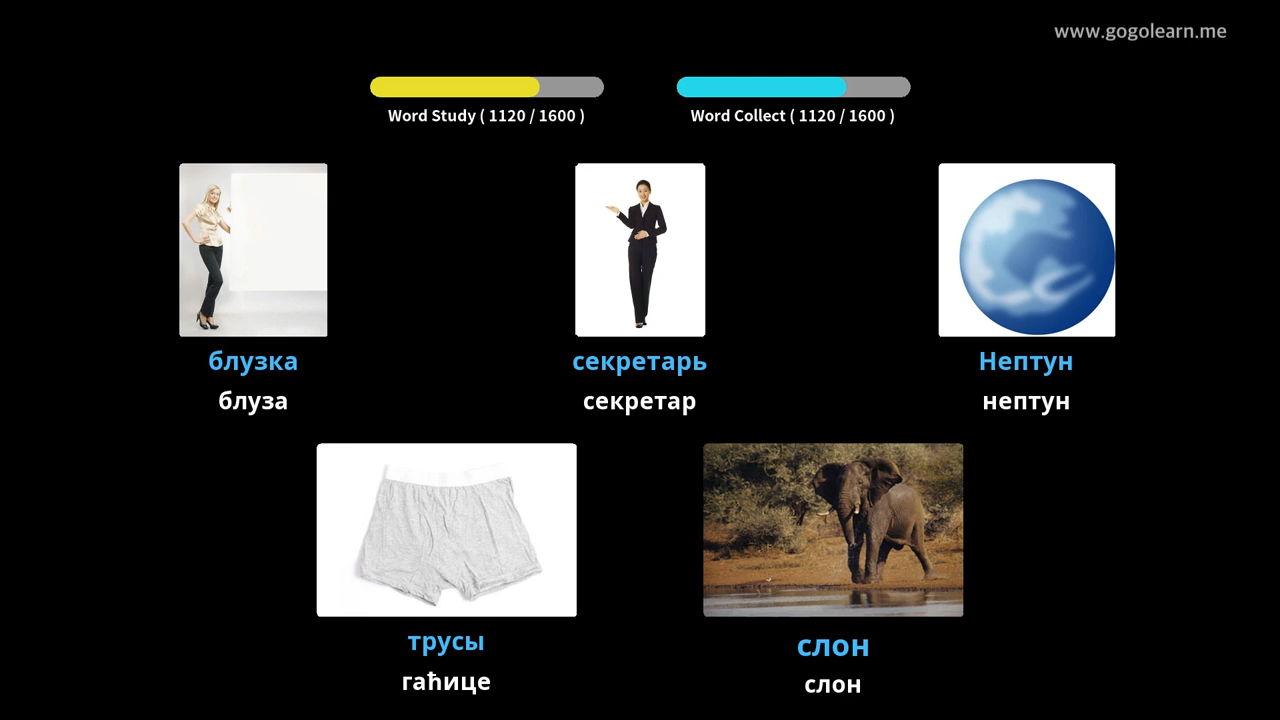 www.gogolearn.me
Word Study ( 1120 / 1600 )
Word Collect ( 1120 / 1600 )
блузка
блуза
секретарь
секретар
Нептун
нептун
трусы
гаћице
слон
слон